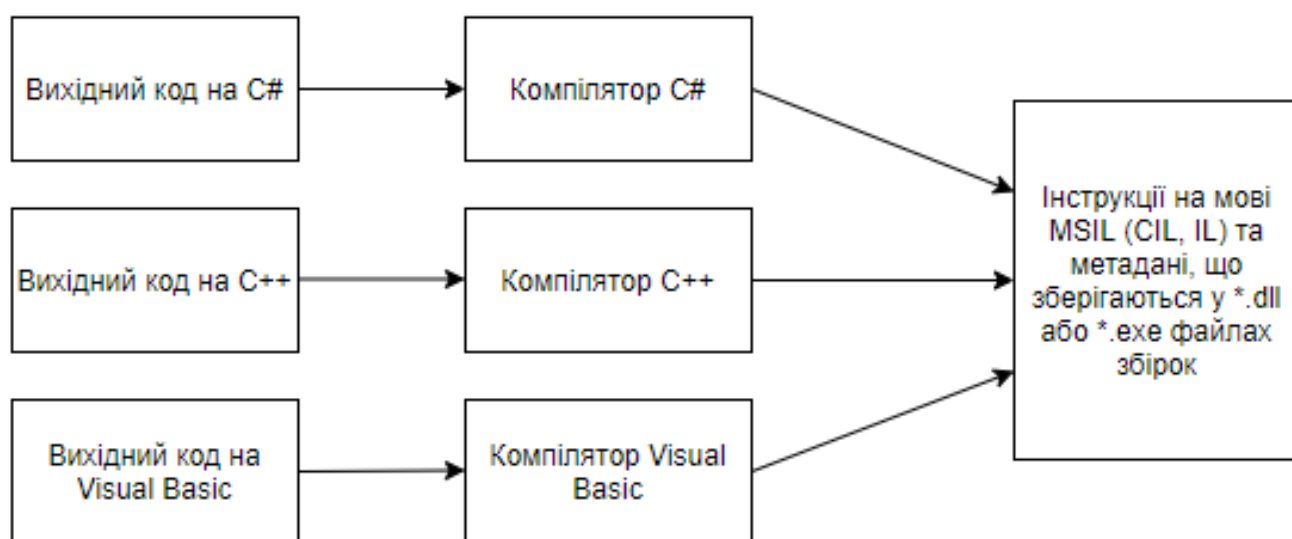 Вихідний код на C#
Компілятор C#
Вихідний код на C++
Компілятор C++
Вихідний код на
Visual Basic
Компілятор Visual
Basic
Інструкції на мові
MSIL (CIL, IL) та
метадані, що
зберігаються у *.dll
або *.exe файлах
збірок